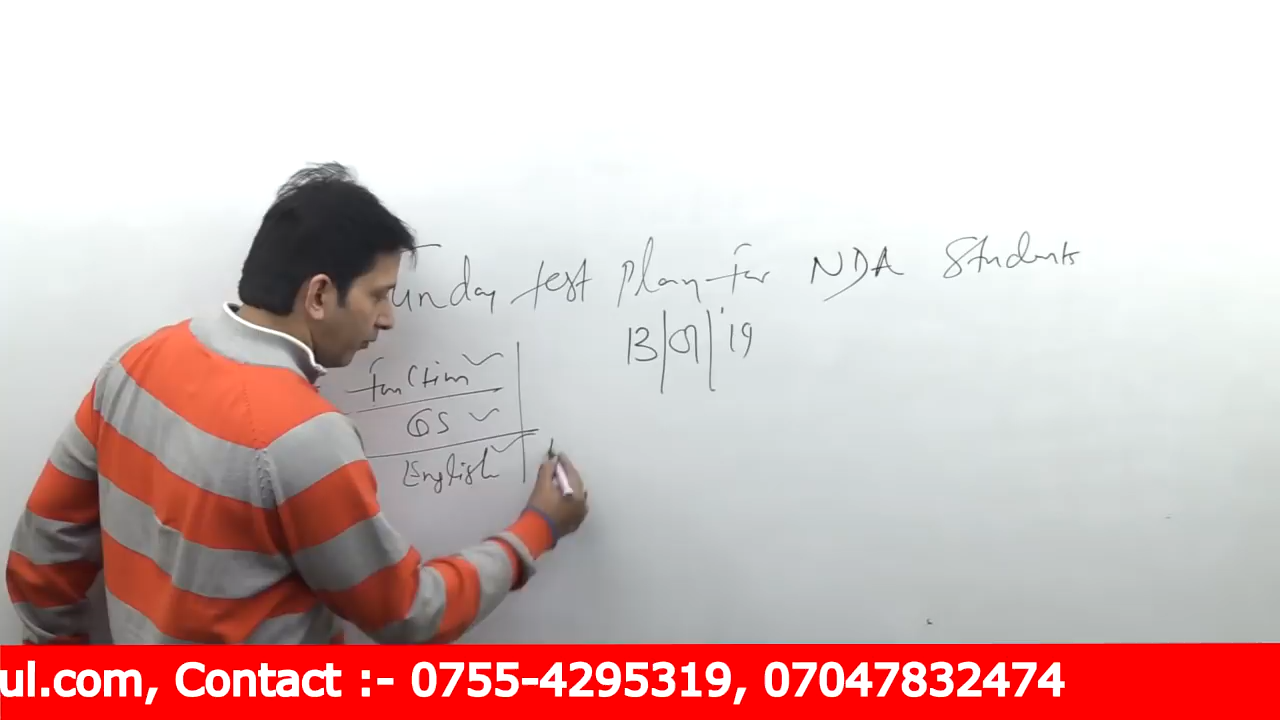 Sunday test Plan for NDA Students
13/01/'19
Function
GS
English
ul.com, Contact :- 0755-4295319, 07047832474